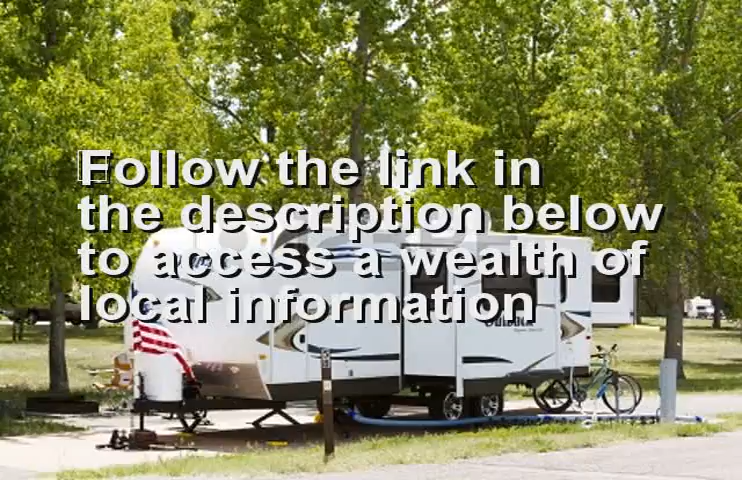 Follow the link in
the description below
to access a wealth of
local information